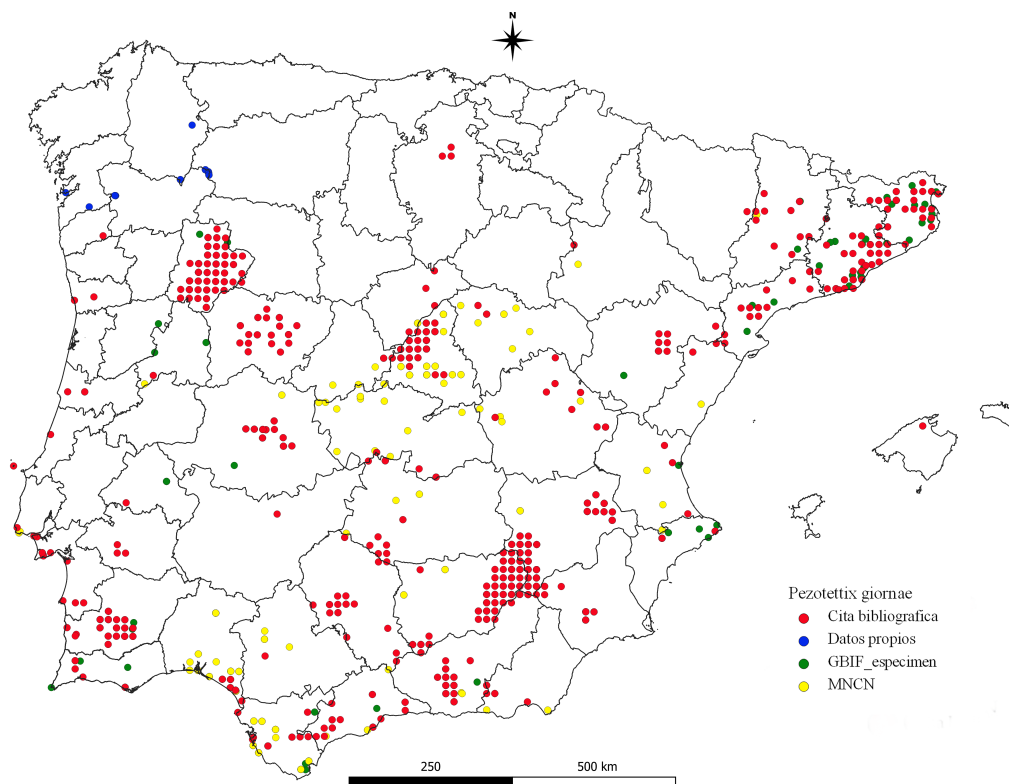 N
Pezotettix giornae
Cita bibliografica
Datos propios
GBIF_especimen
MNCN
250 500 km